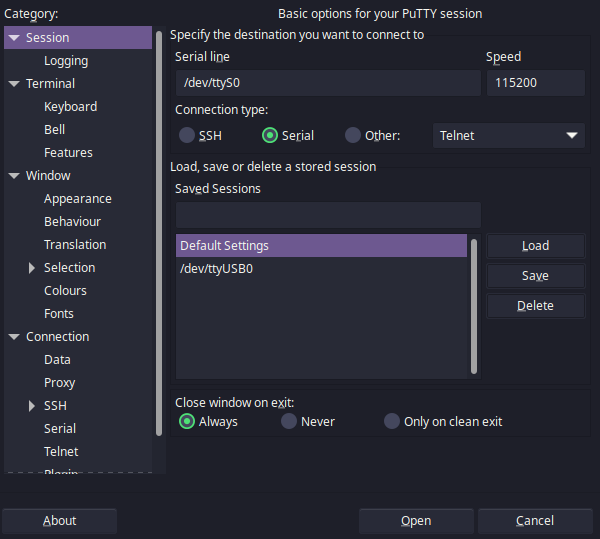 Category:
Session
Logging
Terminal
Keyboard
Bell
Features
Window
Appearance
Behaviour
Translation
Selection
Colours
Fonts
Connection
Data
Proxy
SSH
Serial
Telnet
Plugin
Basic options for your PuTTY session
Specify the destination you want to connect to
Serial line
Speed
/dev/ttyS0
115200
Connection type:
SSH
Serial
Other:
Telnet
Load, save or delete a stored session
Saved Sessions
Default Settings
/dev/ttyUSB0
Load
Save
Delete
Close window on exit:
Always
Never
Only on clean exit
About
Open
Cancel